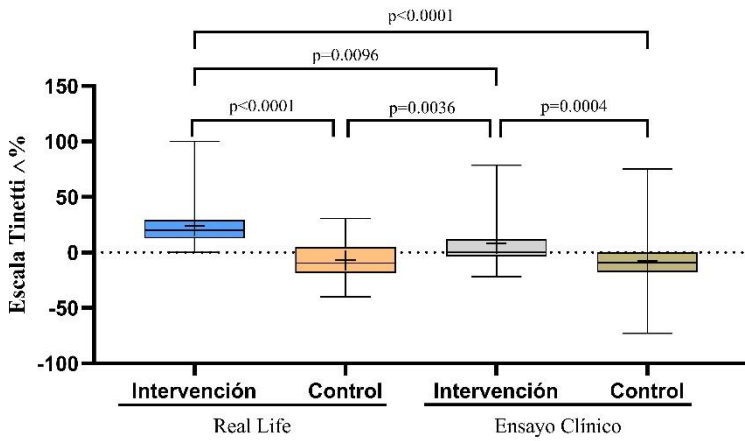 p<0.0001
p=0.0096
p<0.0001 p=0.0036 p=0.0004
Escala Tinetti ^%
150
100
50
0
-50
-100
Intervención Control Intervención Control
Real Life Ensayo Clínico